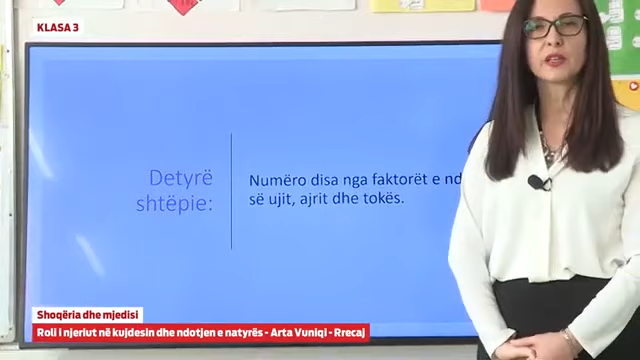 KLASA 3
Detyrë
shtëpie:
Numëro disa nga faktorët e
së ujit, ajrit dhe tokës.
Shoqëria dhe mjedisi
Roli i njeriut në kujdesin dhe ndotjen e natyrës - Arta Vuniqi - Rrecaj